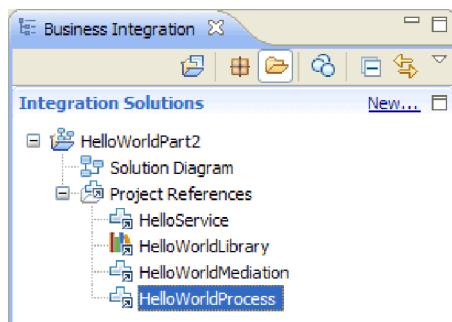 Business Integration
Integration Solutions New...
HelloWorldPart2
Solution Diagram
Project References
HelloService
HelloWorldLibrary
HelloWorldMediation
HelloWorldProcess